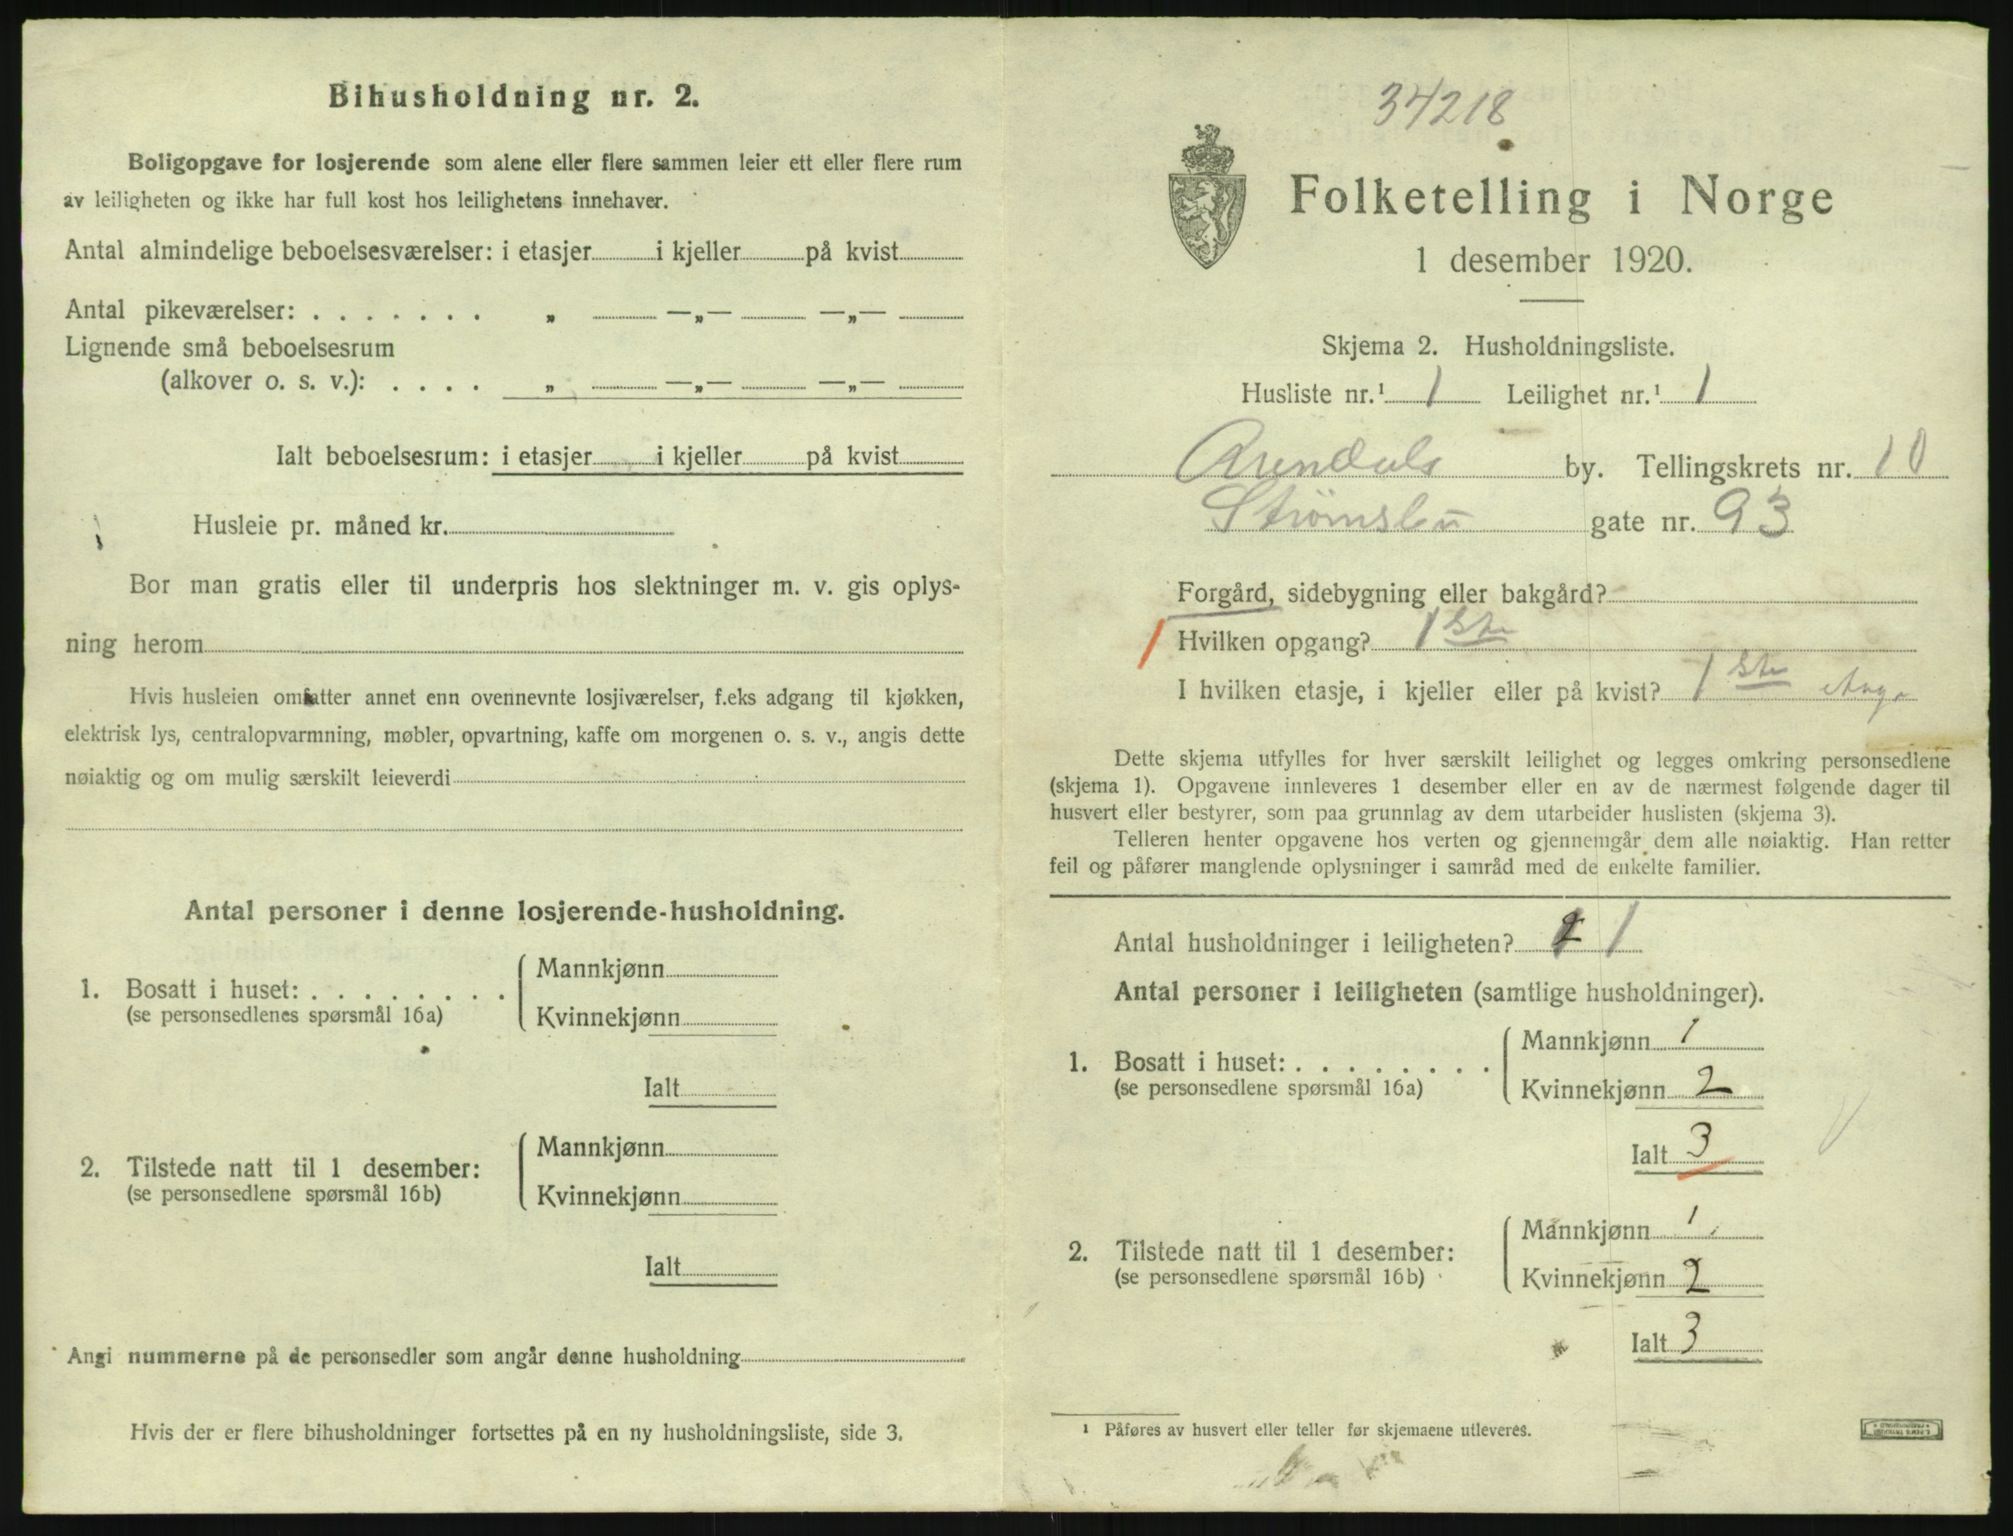 Bihusholdning nr. 2.
Boligopgave for losjerende som alene eller flere sammen leier ett eller flere rum
av leiligheten og ikke har full kost hos leilighetens innehaver.
Antal almindelige beboelsesværelser: i etasjer i kjeller på kvist
Antal pikeværelser: . . . . . . . „ —„— —„—
Lignende små beboelsesrum
(alkover o. s. v.): . . . . „ —„— —„—
Ialt beboelsesrum: i etasjer i kjeller på kvist
Husleie pr. måned kr.
Bor man gratis eller til underpris hos slektninger m. v. gis oplys-
ning herom
Hvis husleien omfatter annet enn ovennevnte losjiværelser, f.eks adgang til kjøkken,
elektrisk lys, centralopvarmning, møbler, opvartning, kaffe om morgenen o. s. v., angis dette
nøiaktig og om mulig særskilt leieverdi
Antal personer i denne losjerende-husholdning.
1. Bosatt i huset: . . . . . . . . Mannkjønn
(se personsedlenes spørsmål 16a) Kvinnekjønn
Ialt
2. Tilstede natt til 1 desember: Mannkjønn
(se personsedlene spørsmål 16b) Kvinnekjønn
Ialt
Angi nummerne på de personsedler som angår denne husholdning
Hvis der er flere bihusholdninger fortsettes på en ny husholdningsliste, side 3.
34218
Folketelling i Norge
1 desember 1920.
Skjema 2. Husholdningsliste.
Husliste nr.¹ 1 Leilighet nr.¹ 1
Arendals by. Tellingskrets nr. 10
Strømsbu gate nr. 93
Forgård, sidebygning eller bakgård?
1 Hvilken opgang? 1ste
I hvilken etasje, i kjeller eller på kvist? 1ste
Dette skjema utfylles for hver særskilt leilighet og legges omkring personsedlene
(skjema 1). Opgavene innleveres 1 desember eller en av de nærmest følgende dager til
husvert eller bestyrer, som paa grunnlag av dem utarbeider huslisten (skjema 3).
Telleren henter opgavene hos verten og gjennemgår dem alle nøiaktig. Han retter
feil og påfører manglende oplysninger i samråd med de enkelte familier.
Antal husholdninger i leiligheten? 1
Antal personer i leiligheten (samtlige husholdninger).
1. Bosatt i huset: . . . . . . . . Mannkjønn 1
(se personsedlene spørsmål 16a) Kvinnekjønn 2
Ialt 3
2. Tilstede natt til 1 desember: Mannkjønn 1
(se personsedlene spørsmål 16b) Kvinnekjønn 2
Ialt 3
¹ Påføres av husvert eller teller før skjemaene utleveres.